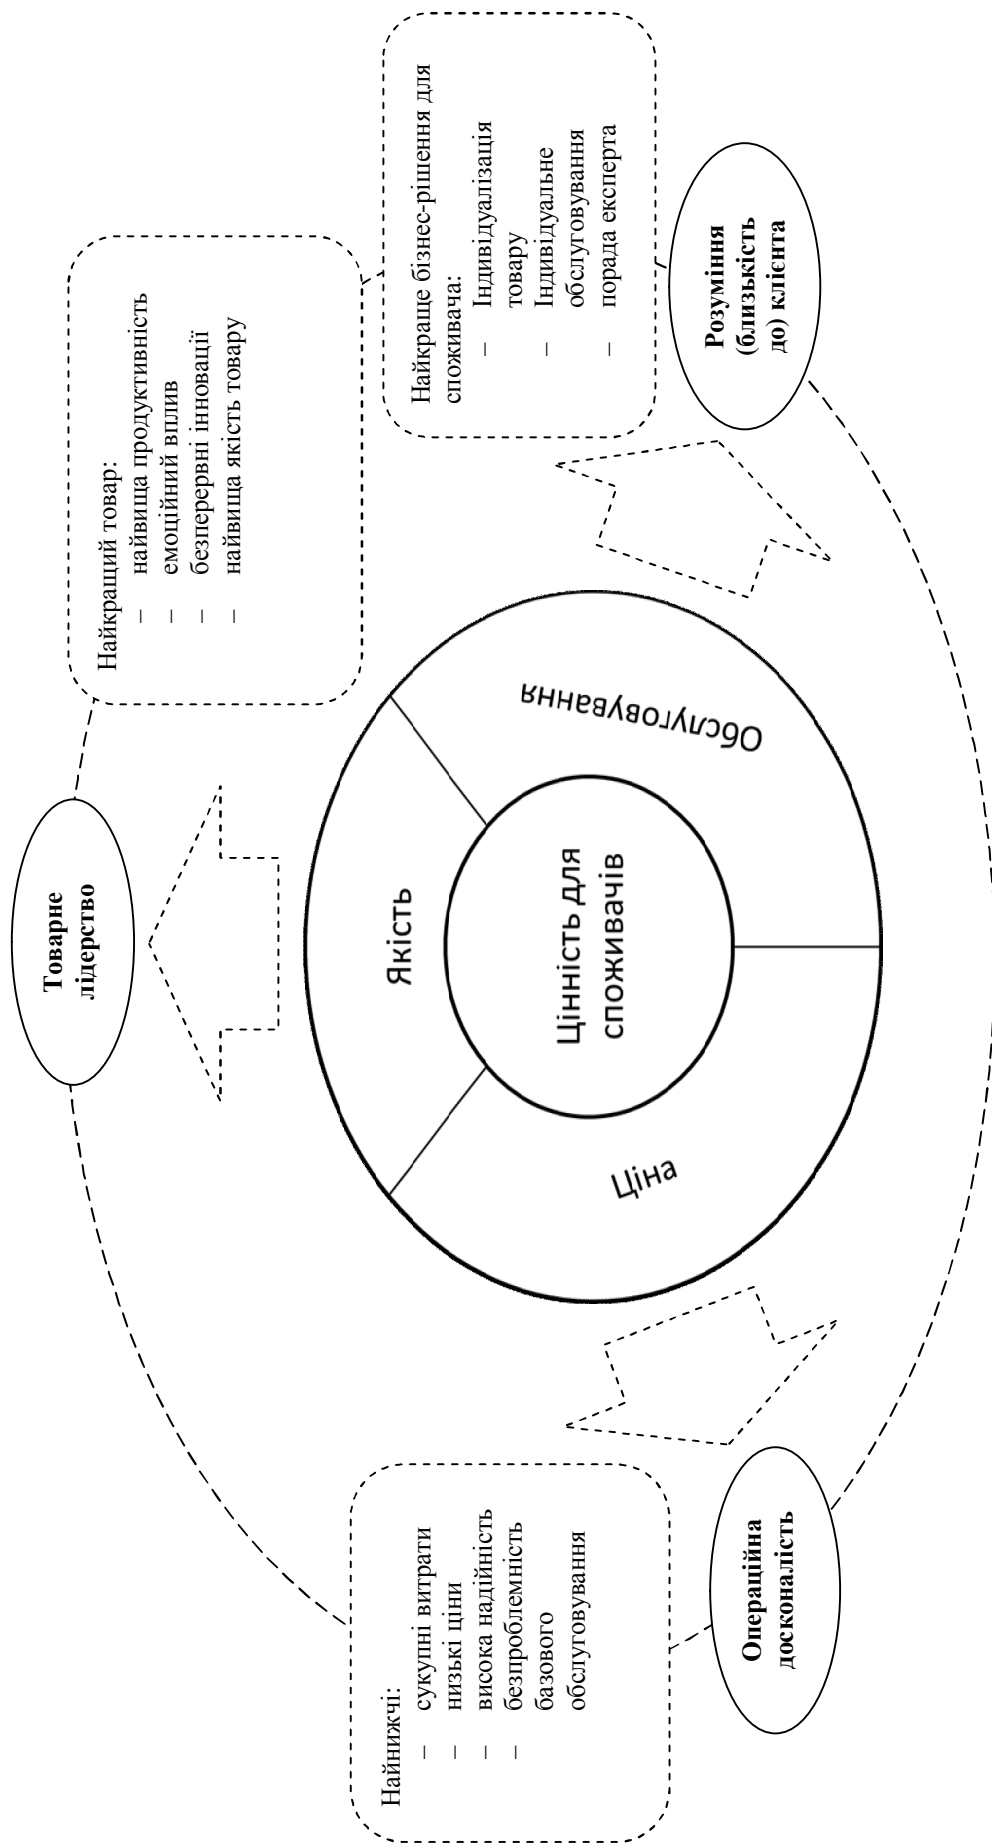 Товарне
лідерство
Найкращий товар:
– найвища продуктивність
– емоційний вплив
– безперервні інновації
– найвища якість товару
Найкраще бізнес-рішення для
споживача:
– Індивідуалізація
товару
– Індивідуальне
обслуговування
– порада експерта
Розуміння
(близькість
до) клієнта
Якість
Обслуговування
Ціна
Цінність для
споживачів
Найнижчі:
– сукупні витрати
– низькі ціни
– висока надійність
– безпроблемність
базового
обслуговування
Операційна
досконалість